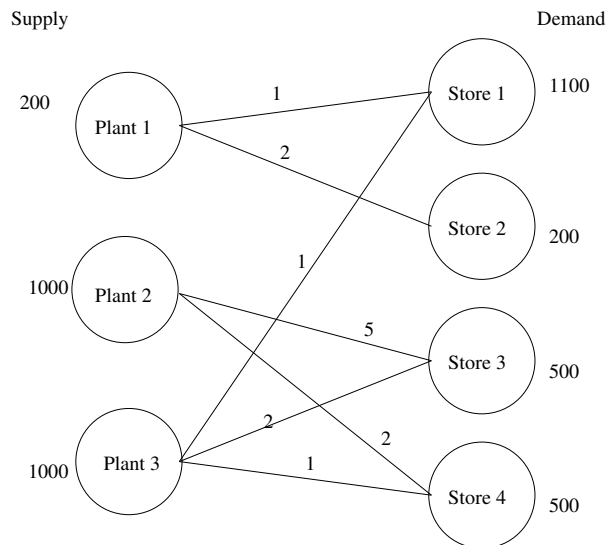 Supply
Demand
200
Plant 1
1
Store 1
1100
2
Store 2
200
1000
Plant 2
1
5
Store 3
500
2
2
1000
Plant 3
1
Store 4
500